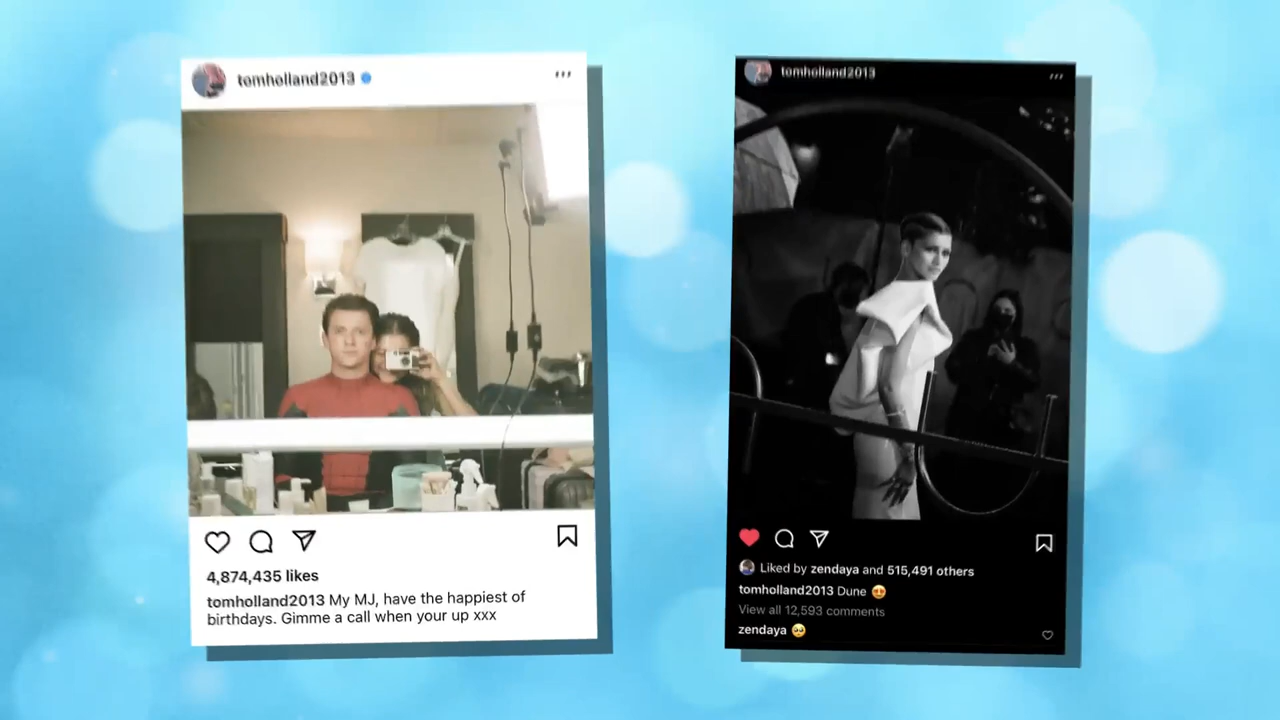 tomholland2013
4,874,435 likes
tomholland2013 My MJ, have the happiest of
birthdays. Gimme a call when your up xxx
tomholland2013
Liked by zendaya and 515,491 others
tomholland2013 Dune 😍
View all 12,593 comments
zendaya 🥺